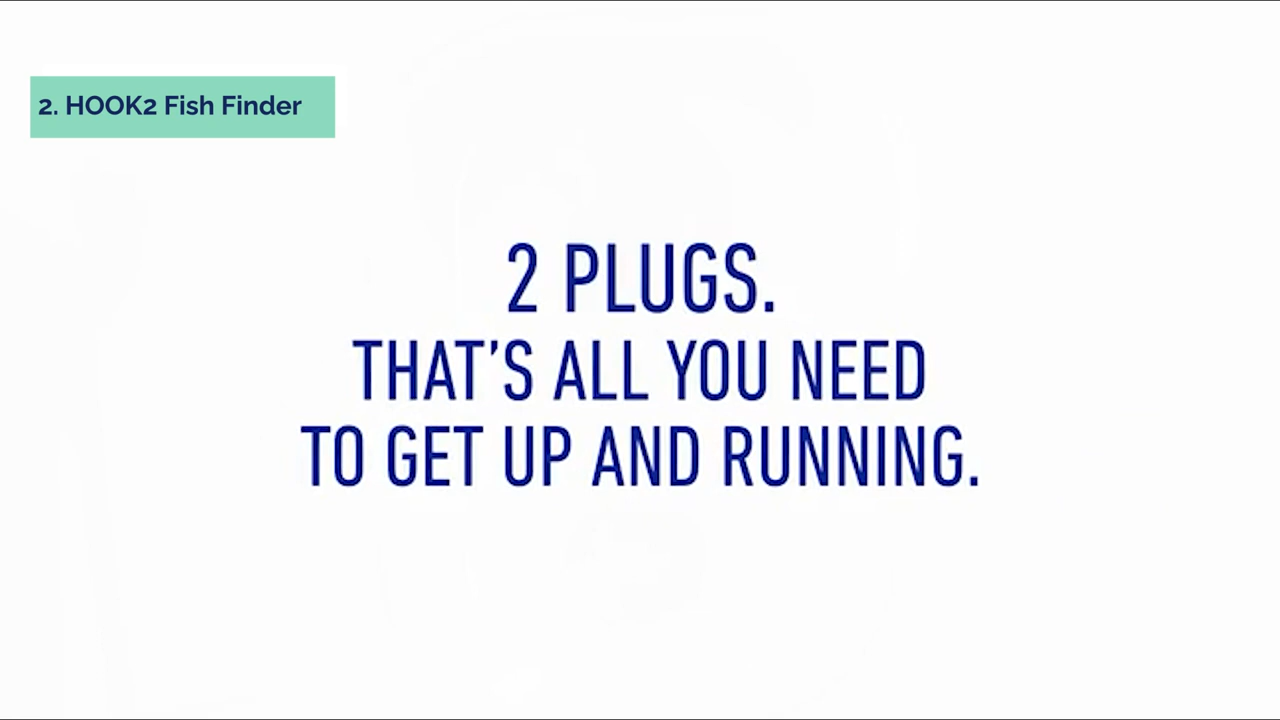 2. HOOK2 Fish Finder
2 PLUGS.
THAT'S ALL YOU NEED
TO GET UP AND RUNNING.